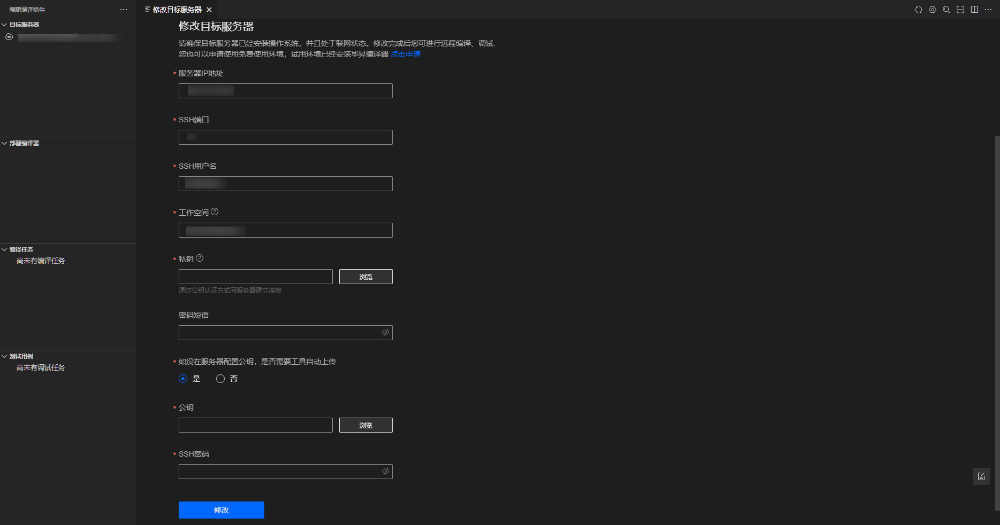 鲲鹏编译插件
目标服务器
部署编译器
编译任务
尚未有编译任务
测试用例
尚未有调试任务
修改目标服务器
修改目标服务器
请确保目标服务器已经安装操作系统，并且处于联网状态。修改完成后您可进行远程编译、调试.
您也可以申请使用免费使用环境，试用环境已经安装毕昇编译器 点击申请
* 服务器IP地址
* SSH端口
* SSH用户名
* 工作空间 ?
* 私钥 ?
浏览
通过公钥认证方式同服务器建立连接
密码短语
* 如没在服务器配置公钥，是否需要工具自动上传
是 否
* 公钥
浏览
* SSH密码
修改